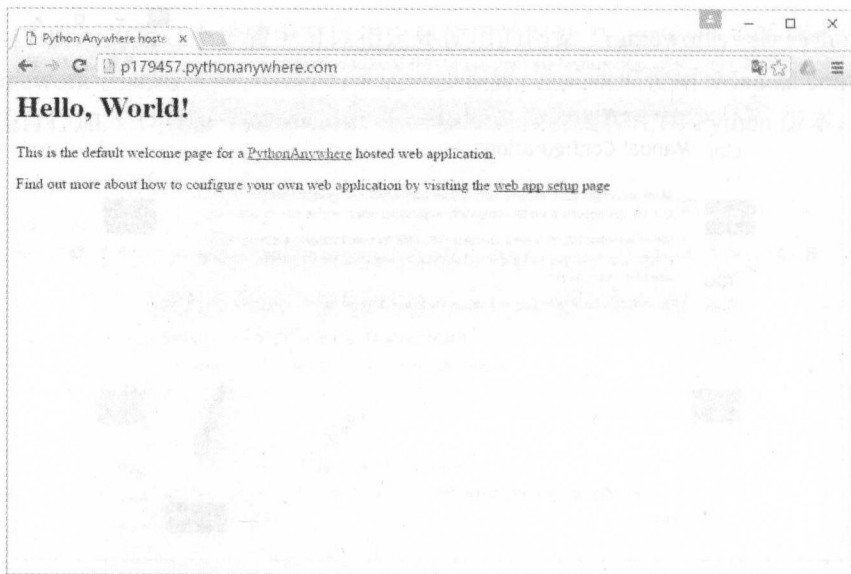 Python Anywhere hoste
p179457.pythonanywhere.com
Hello, World!
This is the default welcome page for a PythonAnywhere hosted web application.
Find out more about how to configure your own web application by visiting the web app setup page